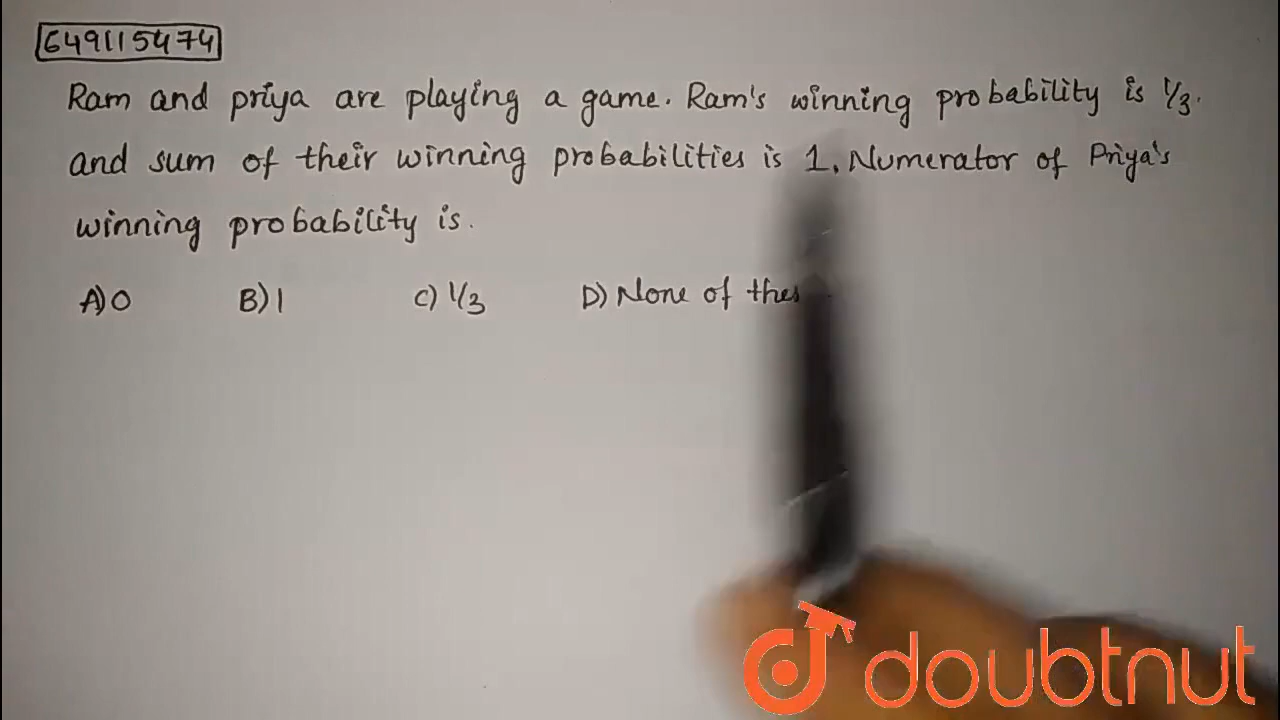 649115474
Ram and priya are playing a game. Ram's winning probability is 1/3.
and sum of their winning probabilities is 1. Numerator of Priya's
winning probability is.
A) 0 B) 1 C) 1/3 D) None of thes
doubtnut